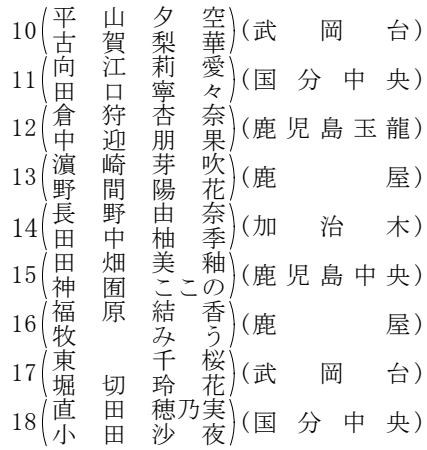 平山夕空
10 (武岡台)
古賀梨華
向江莉愛
11 (国分中央)
田口寧々
倉狩杏奈
12 (鹿児島玉龍)
中迎朋果
濵崎芽吹
13 (鹿屋)
野間陽花
長野由奈
14 (加治木)
田中柚季
田畑美釉
15 (鹿児島中央)
神囿ここの
福原結香
16 (鹿屋)
牧みう
東千桜
17 (武岡台)
堀切玲花
直田穂乃実
18 (国分中央)
小田沙夜